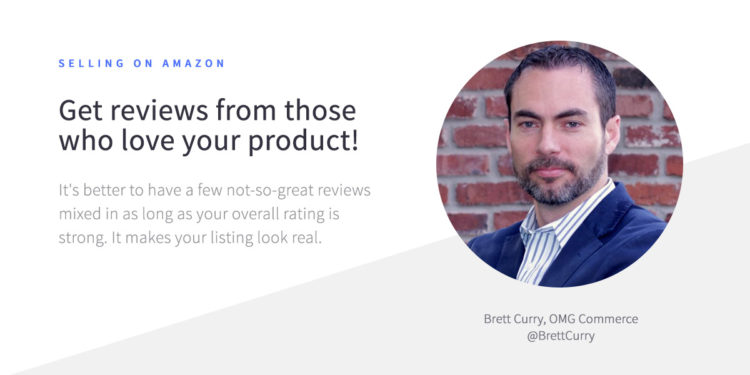 SELLING ON AMAZON
Get reviews from those
who love your product!
It's better to have a few not-so-great reviews
mixed in as long as your overall rating is
strong. It makes your listing look real.
Brett Curry, OMG Commerce
@BrettCurry